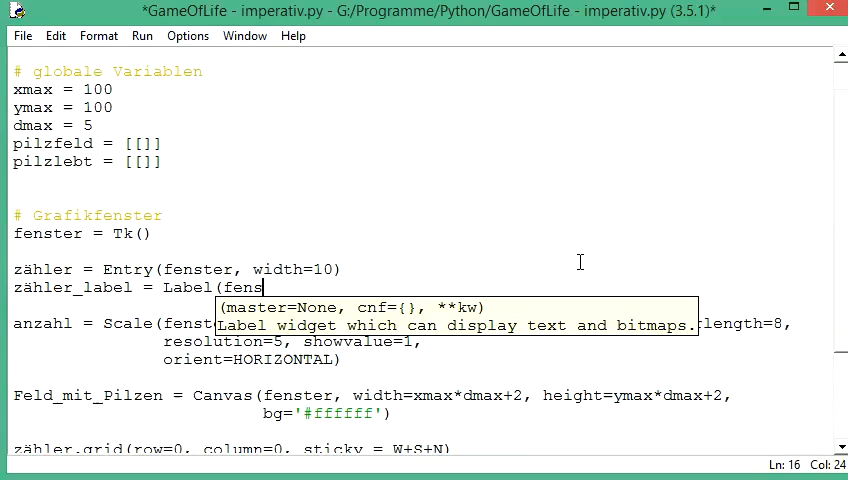 *GameOfLife - imperativ.py - G:/Programme/Python/GameOfLife - imperativ.py (3.5.1)*
File Edit Format Run Options Window Help
# globale Variablen
xmax = 100
ymax = 100
dmax = 5
pilzfeld = [[]]
pilzlebt = [[]]
# Grafikfenster
fenster = Tk()
zähler = Entry(fenster, width=10)
zähler_label = Label(fens
(master=None, cnf={}, **kw)
anzahl = Scale(fenst
Label widget which can display text and bitmaps.
rlength=8,
resolution=5, showvalue=1,
orient=HORIZONTAL)
Feld_mit_Pilzen = Canvas(fenster, width=xmax*dmax+2, height=ymax*dmax+2,
bg='#ffffff')
zähler.grid(row=0, column=0, sticky = W+S+N)
Ln: 16 Col: 24